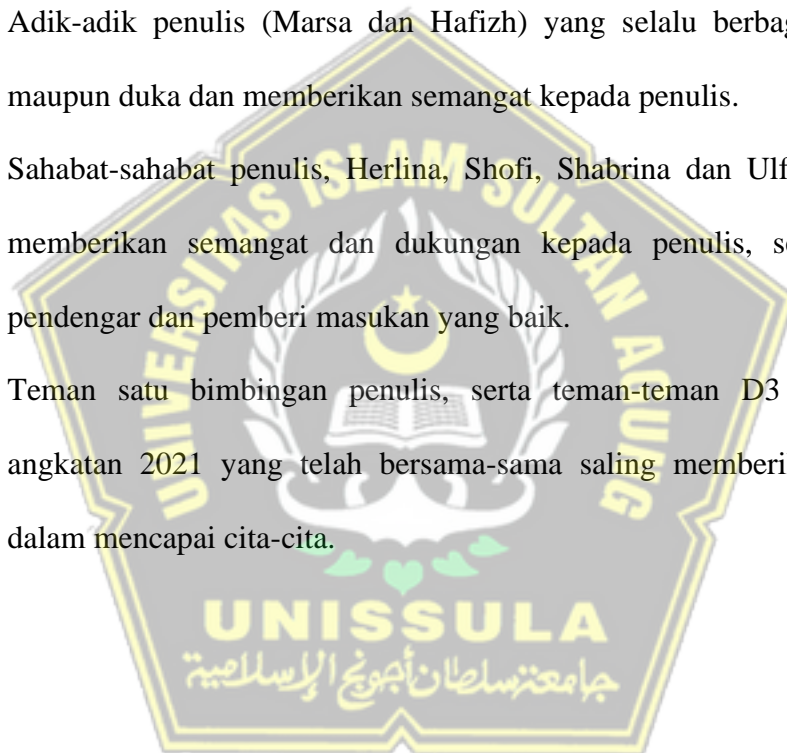 Adik-adik penulis (Marsa dan Hafizh) yang selalu berbag
maupun duka dan memberikan semangat kepada penulis.
Sahabat-sahabat penulis, Herlina, Shofi, Shabrina dan Ulf
memberikan semangat dan dukungan kepada penulis, se
pendengar dan pemberi masukan yang baik.
Teman satu bimbingan penulis, serta teman-teman D3
angkatan 2021 yang telah bersama-sama saling memberi
dalam mencapai cita-cita.
UNIVERSITAS ISLAM SULTAN AGUNG
UNISSULA
جامعنسلطان أجونج الإسلامية